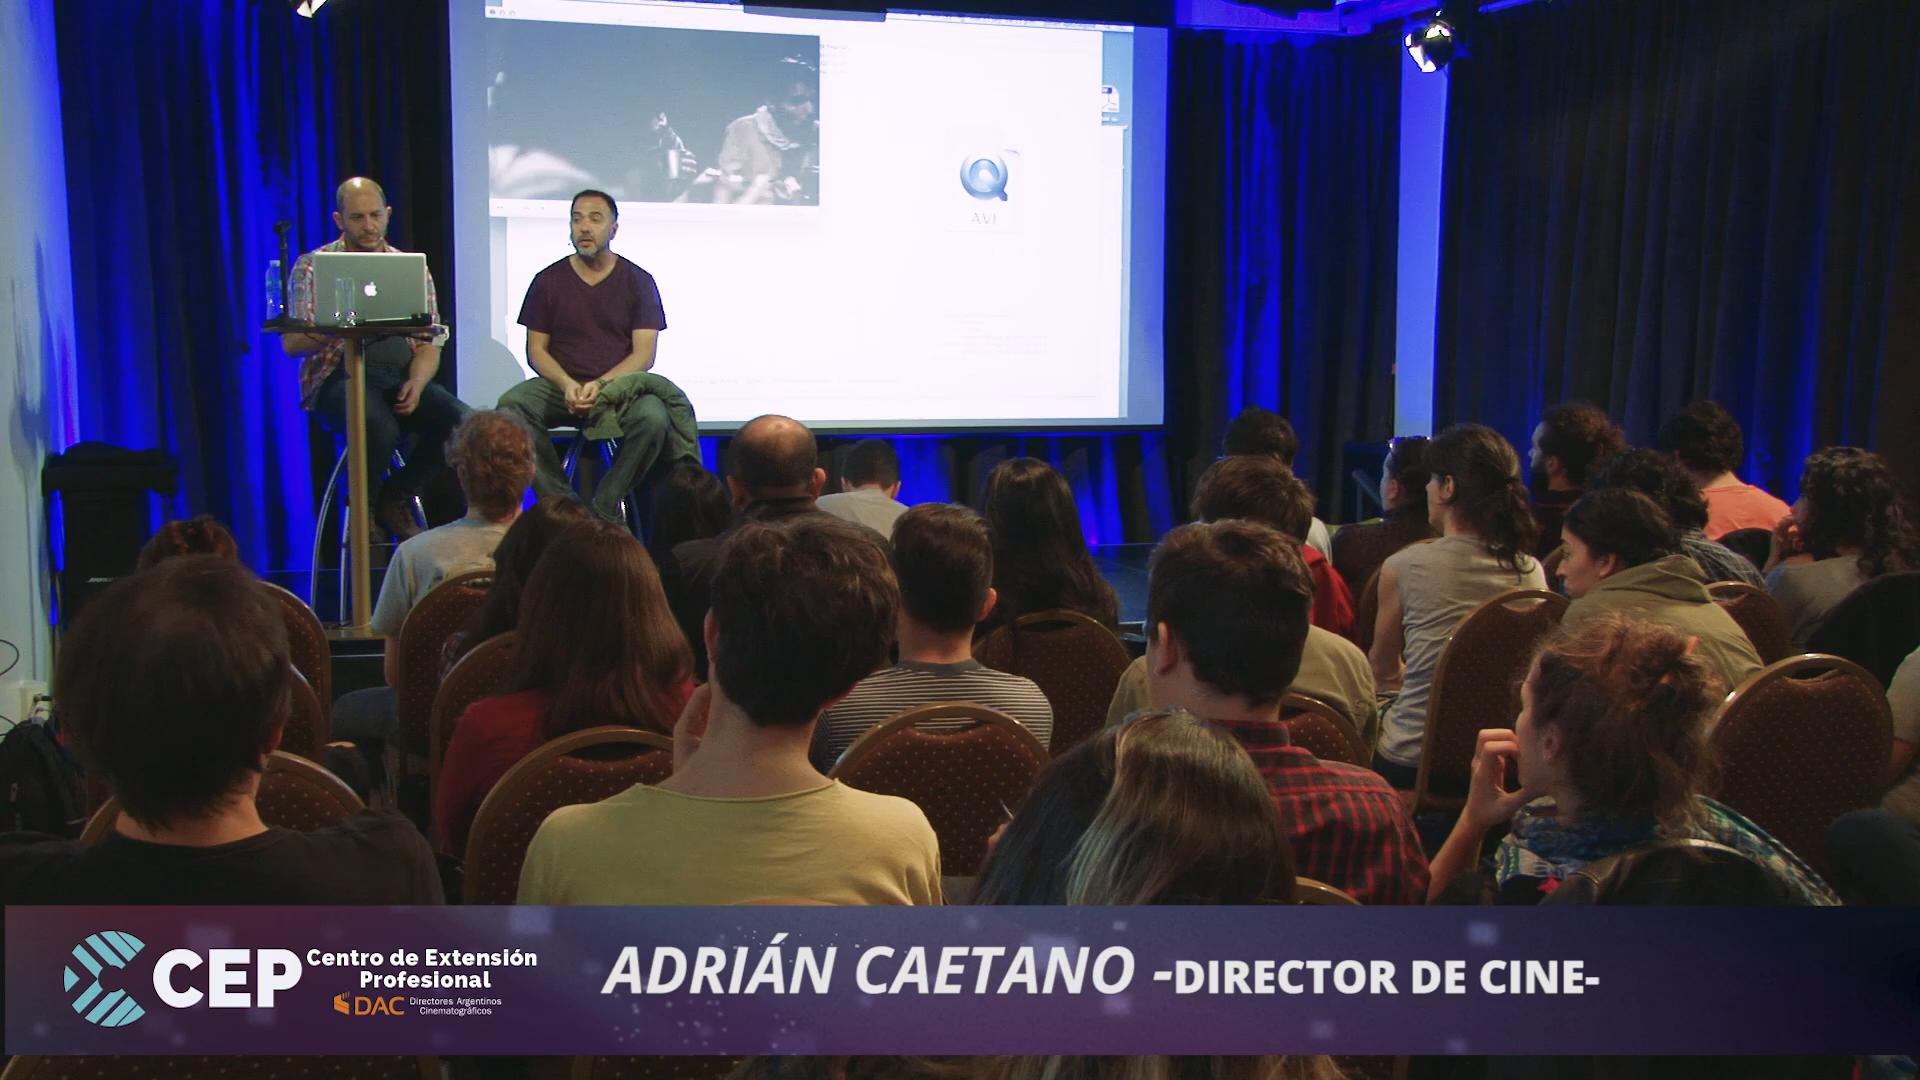 AVI
CEP
Centro de Extensión
Profesional
DAC
Directores Argentinos
Cinematográficos
ADRIÁN CAETANO -DIRECTOR DE CINE-